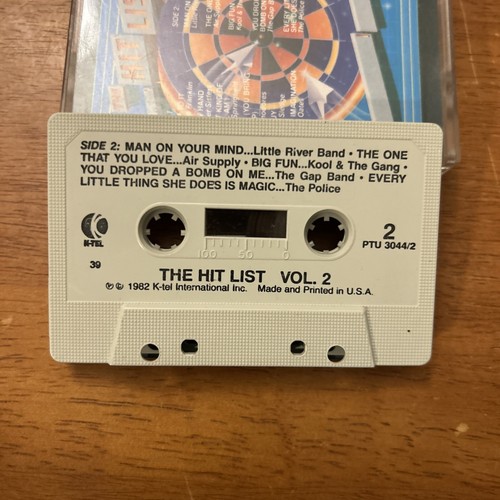 HIT LIS
SIDE 2
SIDE 2: MAN ON YOUR MIND...Little River Band • THE ONE
THAT YOU LOVE...Air Supply • BIG FUN...Kool & The Gang •
YOU DROPPED A BOMB ON ME...The Gap Band • EVERY
LITTLE THING SHE DOES IS MAGIC...The Police
K-TEL
2
PTU 3044/2
39
100 50 0
THE HIT LIST VOL. 2
℗ © 1982 K-tel International Inc. Made and Printed in U.S.A.